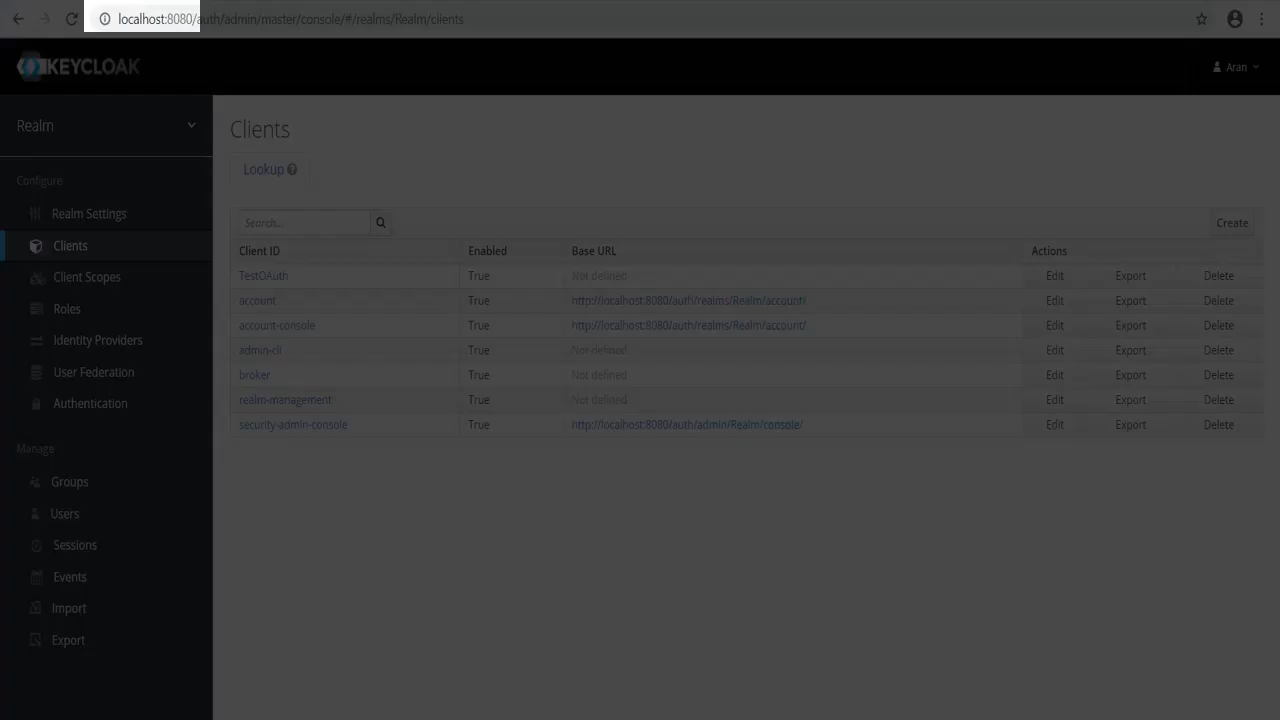 localhost:8080/auth/admin/master/console/#/realms/Realm/clients
KEYCLOAK
Aran
Realm
Clients
Lookup
Configure
Realm Settings
Search...
Create
Clients
Client ID Enabled Base URL Actions
TestOAuth True Not defined Edit Export Delete
Client Scopes
account True http://localhost:8080/auth/realms/Realm/account/ Edit Export Delete
Roles
account-console True http://localhost:8080/auth/realms/Realm/account/ Edit Export Delete
Identity Providers
admin-cli True Not defined Edit Export Delete
User Federation
broker True Not defined Edit Export Delete
Authentication
realm-management True Not defined Edit Export Delete
security-admin-console True http://localhost:8080/auth/admin/Realm/console/ Edit Export Delete
Manage
Groups
Users
Sessions
Events
Import
Export